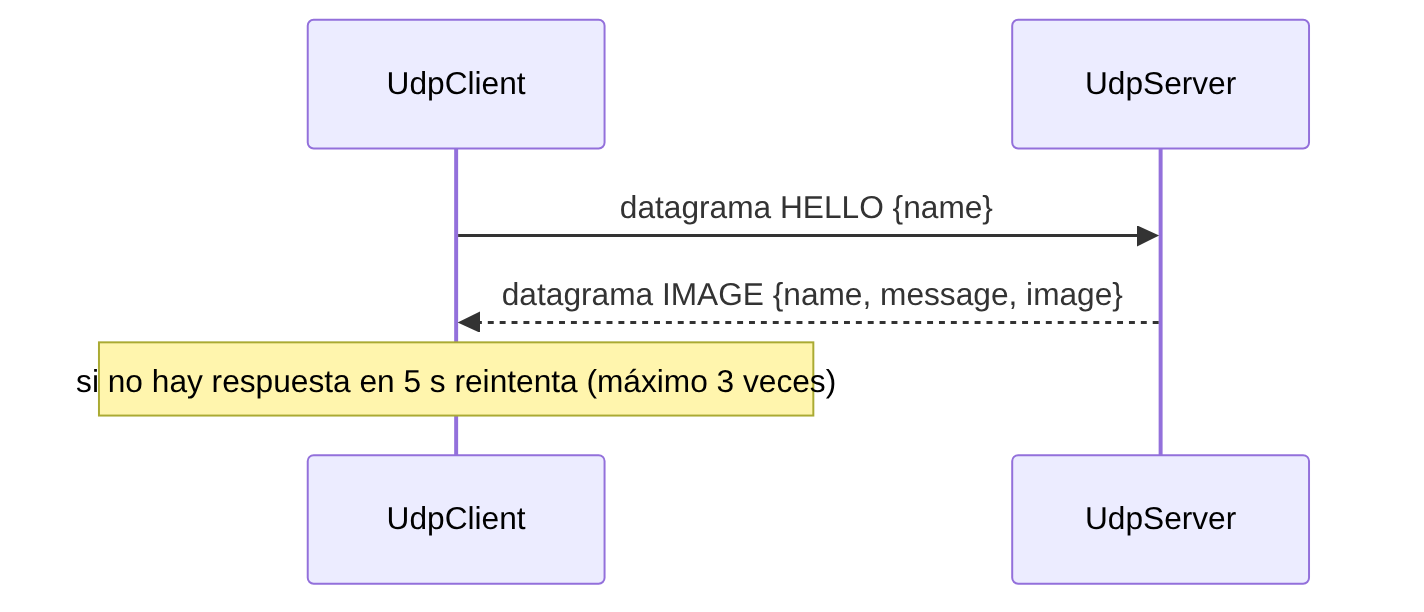 UdpClient
UdpServer
datagrama HELLO {name}
datagrama IMAGE {name, message, image}
si no hay respuesta en 5 s reintenta (máximo 3 veces)
UdpClient
UdpServer